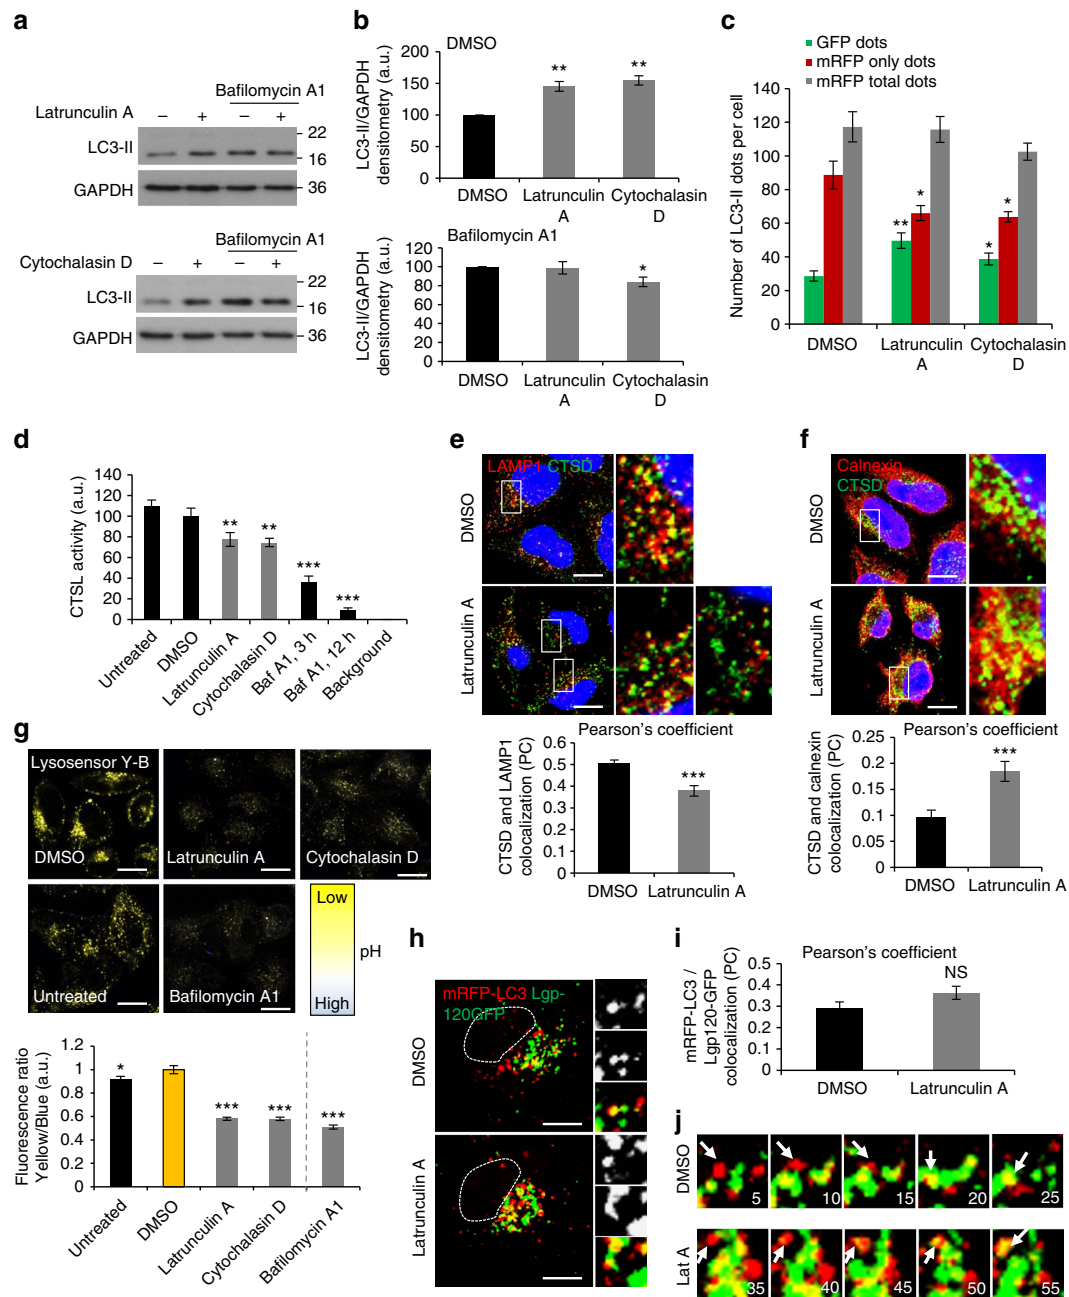 a
Bafilomycin A1
Latrunculin A − + − +
LC3-II
22
16
GAPDH
36
Bafilomycin A1
Cytochalasin D − + − +
LC3-II
22
16
GAPDH
36
b
DMSO
LC3-II/GAPDH
densitometry (a.u.)
200
150
100
50
0
** **
DMSO Latrunculin A Cytochalasin D
Bafilomycin A1
LC3-II/GAPDH
densitometry (a.u.)
120
100
80
60
40
20
0
*
DMSO Latrunculin A Cytochalasin D
c
GFP dots
mRFP only dots
mRFP total dots
Number of LC3-II dots per cell
140
120
100
80
60
40
20
0
** * * *
DMSO Latrunculin A Cytochalasin D
d
CTSL activity (a.u.)
140
120
100
80
60
40
20
0
** ** *** ***
Untreated
DMSO
Latrunculin A
Cytochalasin D
Baf A1, 3 h
Baf A1, 12 h
Background
e
LAMP1 CTSD
DMSO
Latrunculin A
Pearson's coefficient
CTSD and LAMP1
colocalization (PC)
0.6
0.5
0.4
0.3
0.2
0.1
0
***
DMSO Latrunculin A
f
Calnexin
CTSD
DMSO
Latrunculin A
Pearson's coefficient
CTSD and calnexin
colocalization (PC)
0.25
0.2
0.15
0.1
0.05
0
***
DMSO Latrunculin A
g
Lysosensor Y-B
DMSO
Latrunculin A
Cytochalasin D
Untreated
Bafilomycin A1
Low
pH
High
Fluorescence ratio
Yellow/Blue (a.u.)
1.2
1
0.8
0.6
0.4
0.2
0
* *** *** ***
Untreated
DMSO
Latrunculin A
Cytochalasin D
Bafilomycin A1
h
mRFP-LC3 Lgp-
120GFP
DMSO
Latrunculin A
i
Pearson's coefficient
mRFP-LC3 /
Lgp120-GFP
colocalization (PC)
0.5
0.4
0.3
0.2
0.1
0
NS
DMSO Latrunculin A
j
DMSO
5 10 15 20 25
Lat A
35 40 45 50 55